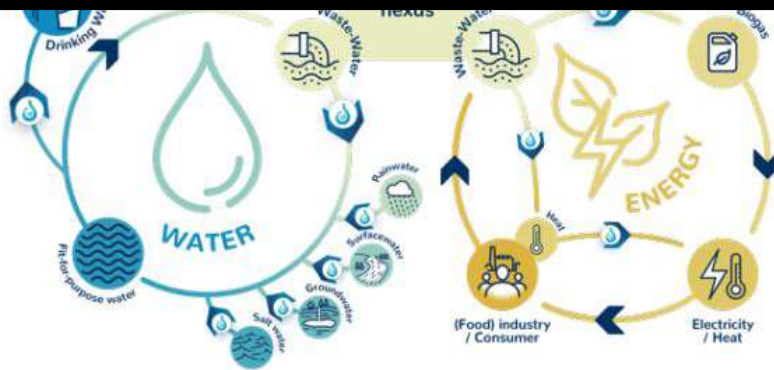 nexus
Drinking
Waste-Water
Waste-Water
Biogas
Rainwater
WATER
ENERGY
Surfacewater
Heat
Fit-for-purpose water
Groundwater
Salt water
(Food) industry
/ Consumer
Electricity
/ Heat